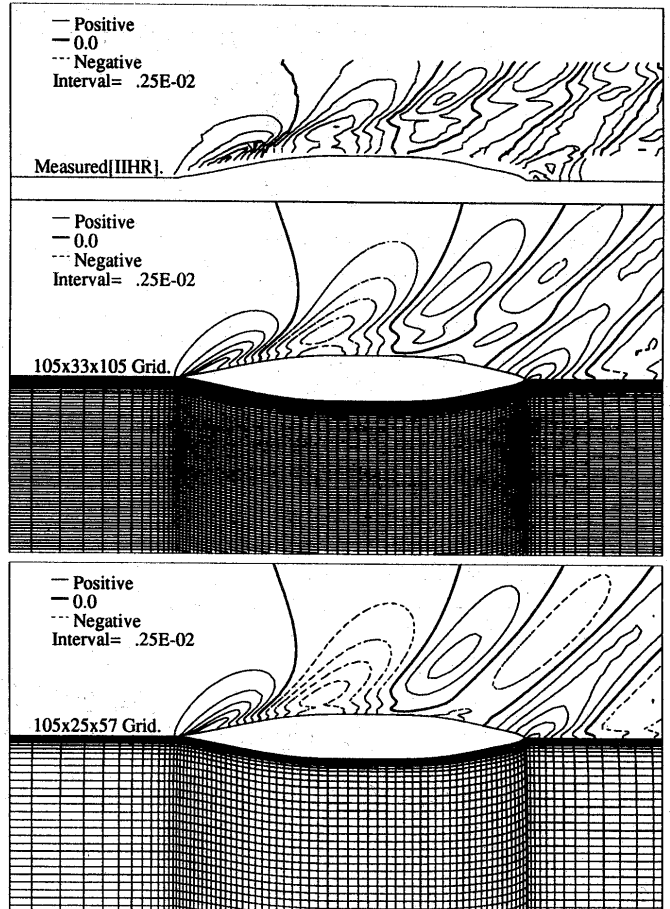 — Positive
— 0.0
--- Negative
Interval= .25E-02
Measured[IIHR].
— Positive
— 0.0
--- Negative
Interval= .25E-02
105x33x105 Grid.
— Positive
— 0.0
--- Negative
Interval= .25E-02
105x25x57 Grid.